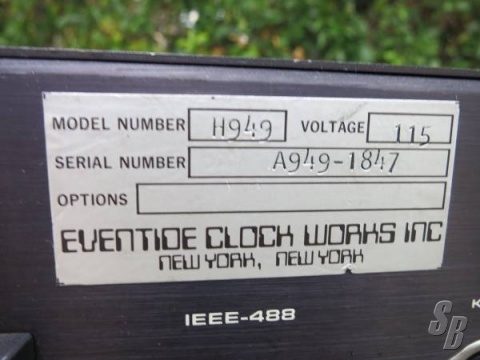 MODEL NUMBER H949 VOLTAGE 115
SERIAL NUMBER A949-1847
OPTIONS
EVENTIDE CLOCK WORKS INC
NEW YORK, NEW YORK
IEEE-488
K
SB